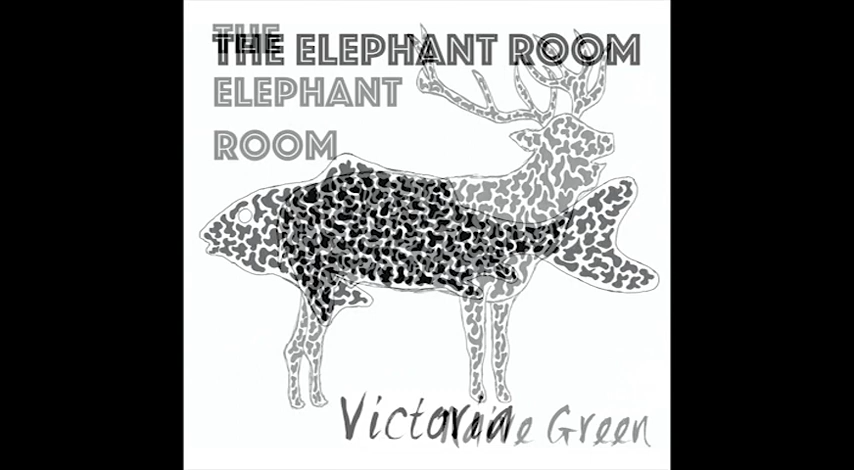 THE ELEPHANT ROOM
THE
ELEPHANT
ROOM
Victoria
Green